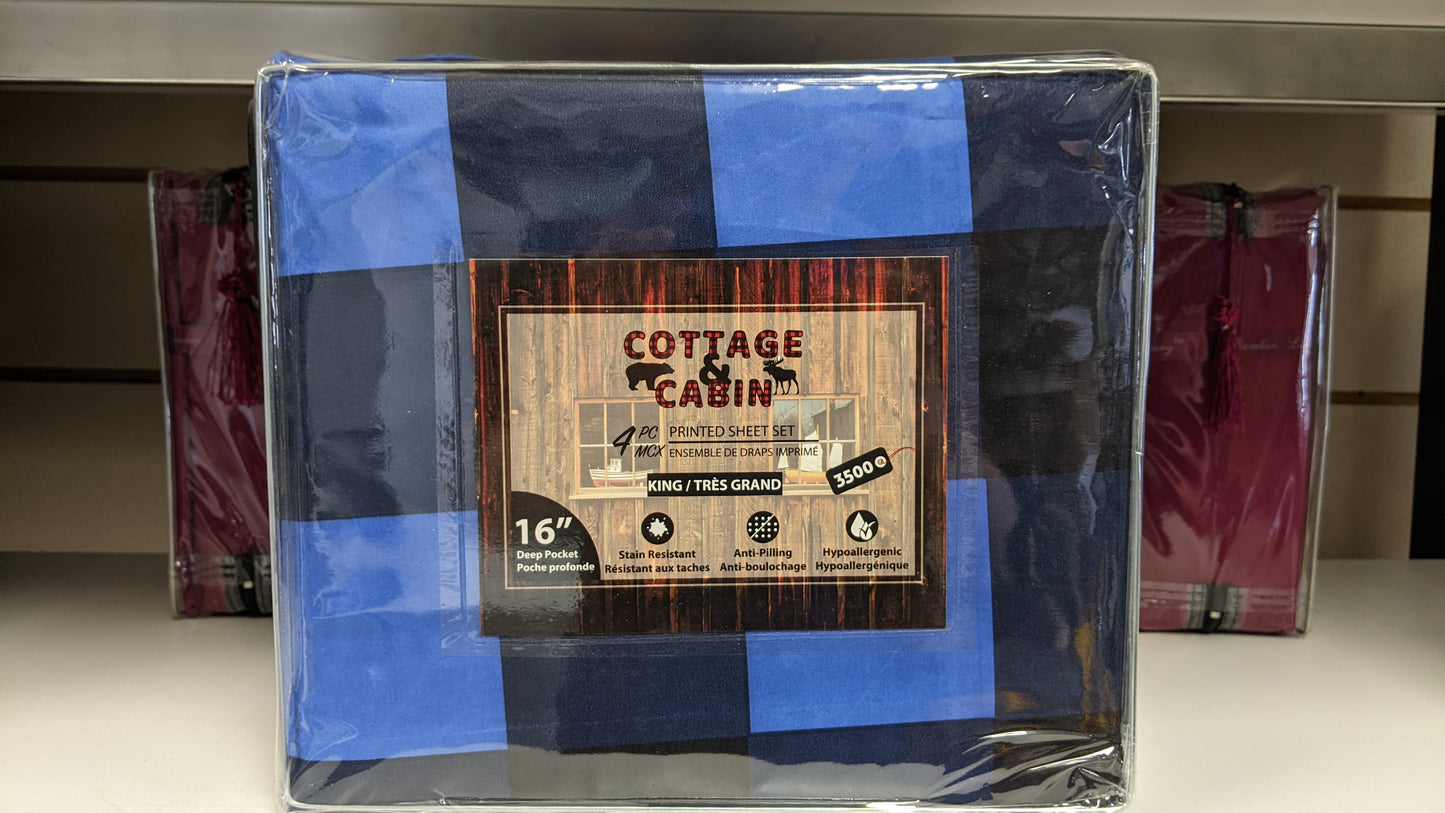 COTTAGE
&
CABIN
4 PC PRINTED SHEET SET
MCX ENSEMBLE DE DRAPS IMPRIMÉ
KING / TRÈS GRAND
3500
16”
Deep Pocket
Poche profonde
Stain Resistant
Résistant aux taches
Anti-Pilling
Anti-boulochage
Hypoallergenic
Hypoallergénique